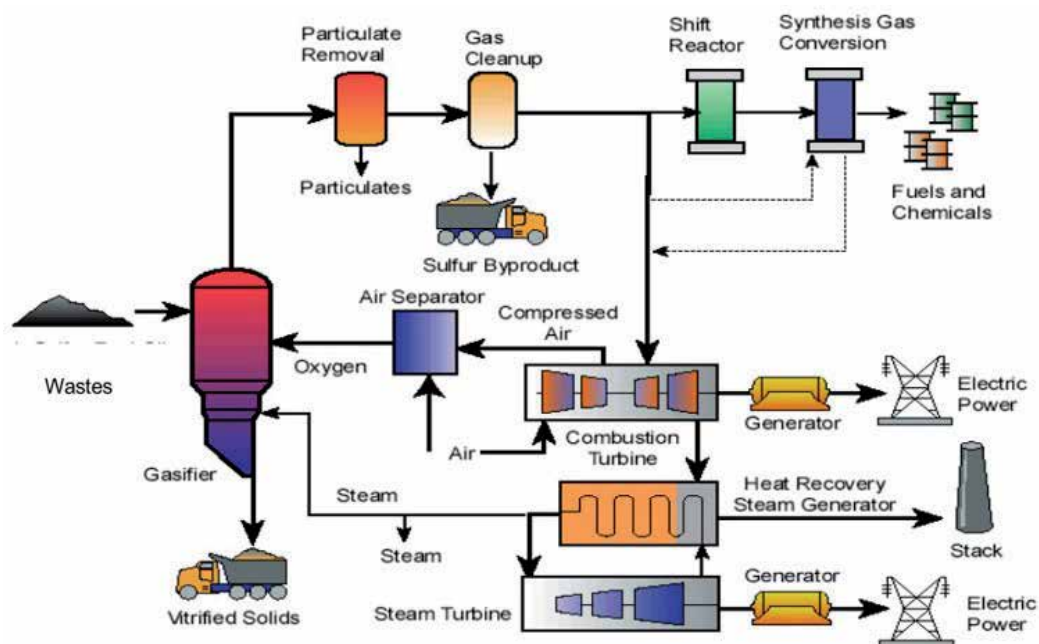 Particulate
Removal
Gas
Cleanup
Shift
Reactor
Synthesis Gas
Conversion
Particulates
Sulfur Byproduct
Fuels and
Chemicals
Air Separator
Compressed
Air
Oxygen
Wastes
Electric
Power
Generator
Air
Combustion
Turbine
Gasifier
Steam
Heat Recovery
Steam Generator
Steam
Stack
Generator
Vitrified Solids
Steam Turbine
Electric
Power